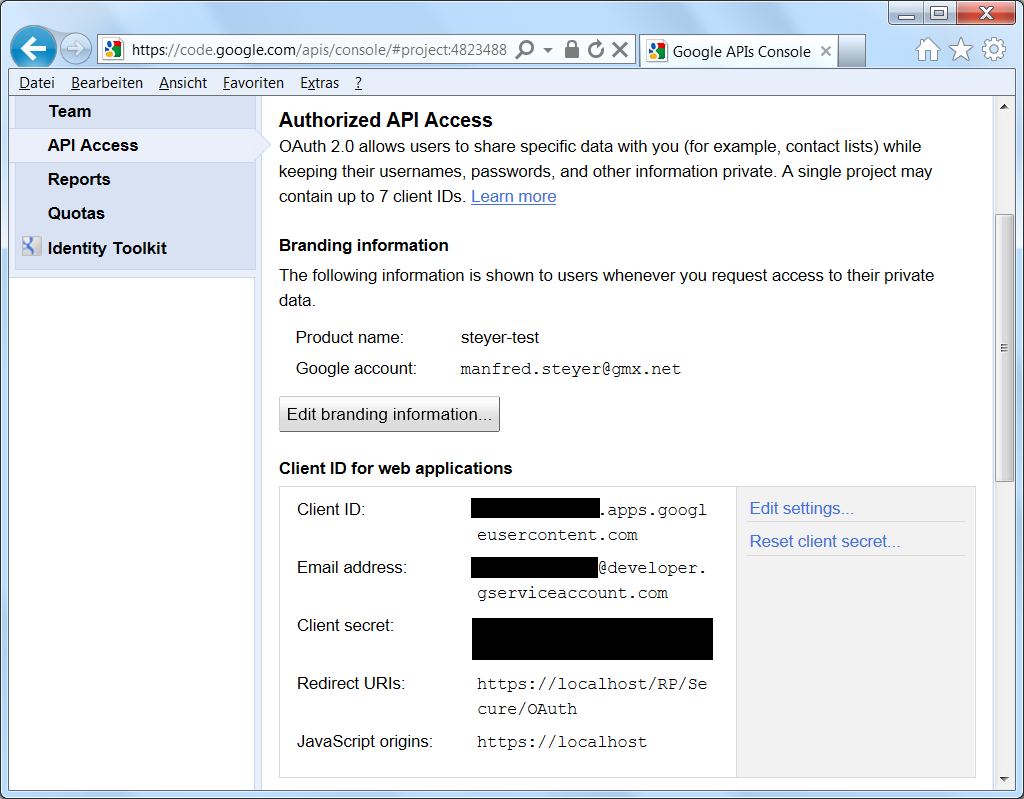 https://code.google.com/apis/console/#project:4823488
Google APIs Console
Datei Bearbeiten Ansicht Favoriten Extras ?
Team
API Access
Reports
Quotas
Identity Toolkit
Authorized API Access
OAuth 2.0 allows users to share specific data with you (for example, contact lists) while
keeping their usernames, passwords, and other information private. A single project may
contain up to 7 client IDs. Learn more
Branding information
The following information is shown to users whenever you request access to their private
data.
Product name: steyer-test
Google account: manfred.steyer@gmx.net
Edit branding information...
Client ID for web applications
Client ID: .apps.googl
eusercontent.com
Email address: @developer.
gserviceaccount.com
Client secret:
Redirect URIs: https://localhost/RP/Se
cure/OAuth
JavaScript origins: https://localhost
Edit settings...
Reset client secret...